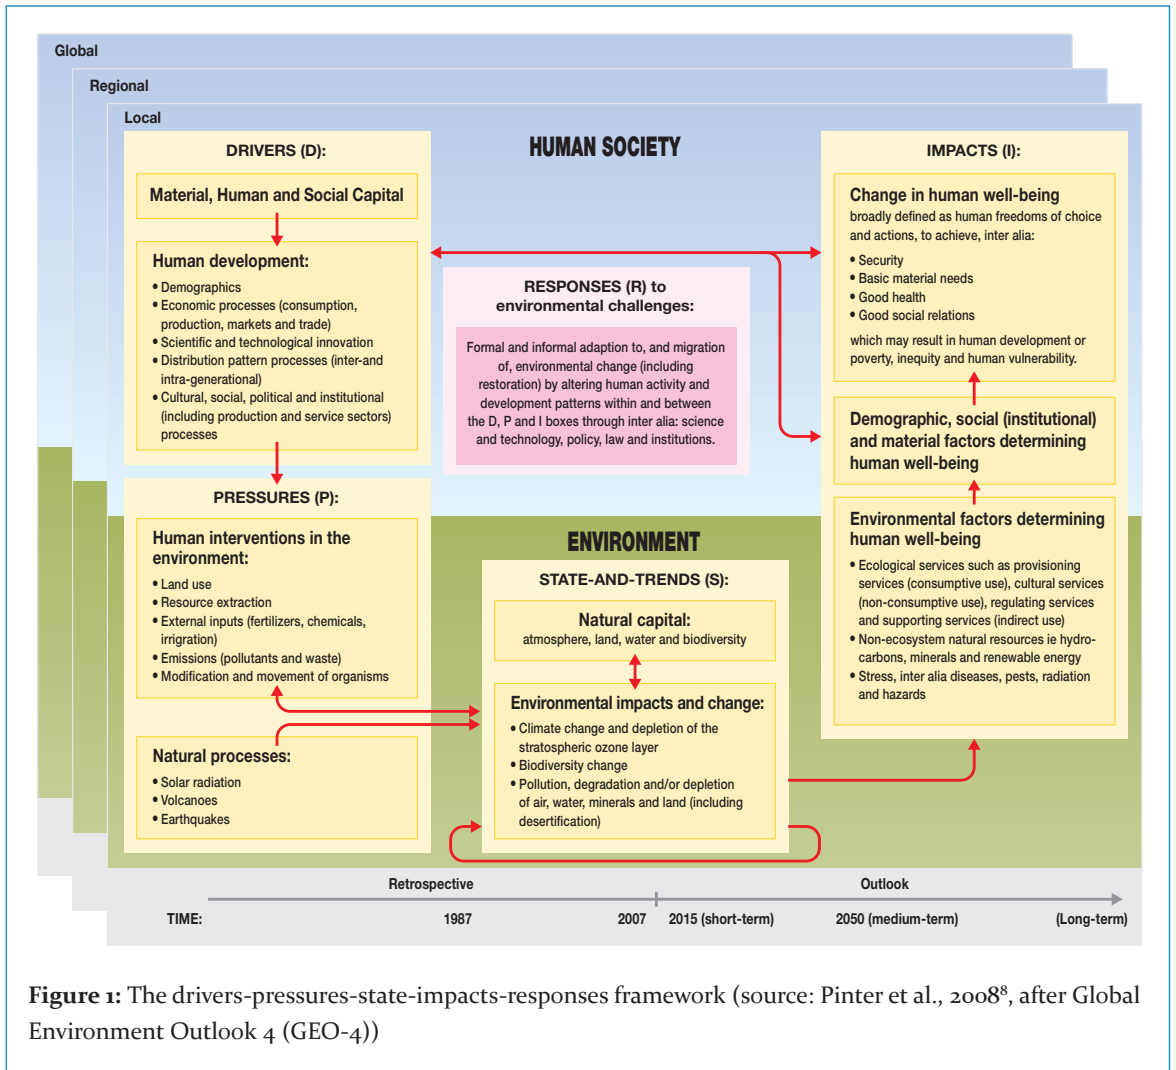 Global
Regional
Local
HUMAN SOCIETY
DRIVERS (D):
Material, Human and Social Capital
Human development:
• Demographics
• Economic processes (consumption,
production, markets and trade)
• Scientific and technological innovation
• Distribution pattern processes (inter-and
intra-generational)
• Cultural, social, political and institutional
(including production and service sectors)
processes
PRESSURES (P):
Human interventions in the
environment:
• Land use
• Resource extraction
• External inputs (fertilizers, chemicals,
irrigration)
• Emissions (pollutants and waste)
• Modification and movement of organisms
Natural processes:
• Solar radiation
• Volcanoes
• Earthquakes
RESPONSES (R) to
environmental challenges:
Formal and informal adaption to, and migration
of, environmental change (including
restoration) by altering human activity and
development patterns within and between
the D, P and I boxes through inter alia: science
and technology, policy, law and institutions.
ENVIRONMENT
STATE-AND-TRENDS (S):
Natural capital:
atmosphere, land, water and biodiversity
Environmental impacts and change:
• Climate change and depletion of the
stratospheric ozone layer
• Biodiversity change
• Pollution, degradation and/or depletion
of air, water, minerals and land (including
desertification)
IMPACTS (I):
Change in human well-being
broadly defined as human freedoms of choice
and actions, to achieve, inter alia:
• Security
• Basic material needs
• Good health
• Good social relations
which may result in human development or
poverty, inequity and human vulnerability.
Demographic, social (institutional)
and material factors determining
human well-being
Environmental factors determining
human well-being
• Ecological services such as provisioning
services (consumptive use), cultural services
(non-consumptive use), regulating services
and supporting services (indirect use)
• Non-ecosystem natural resources ie hydro-
carbons, minerals and renewable energy
• Stress, inter alia diseases, pests, radiation
and hazards
Retrospective Outlook
TIME: 1987 2007 2015 (short-term) 2050 (medium-term) (Long-term)
Figure 1: The drivers-pressures-state-impacts-responses framework (source: Pinter et al., 2008⁸, after Global
Environment Outlook 4 (GEO-4))